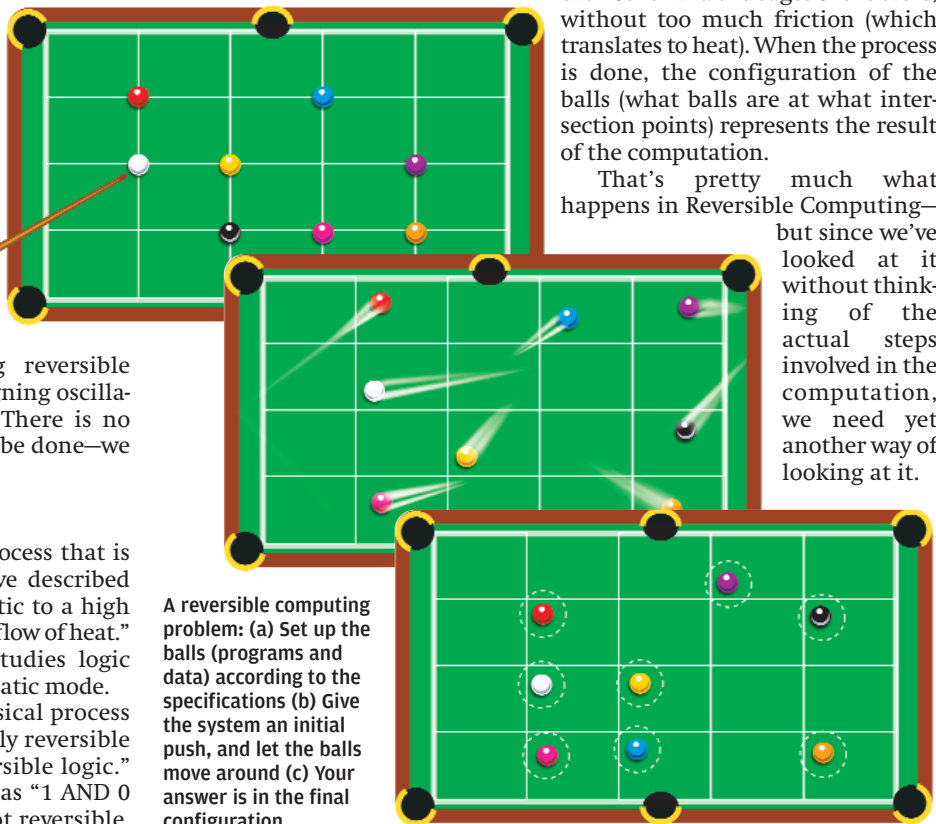 without too much friction (which
translates to heat). When the process
is done, the configuration of the
balls (what balls are at what inter-
section points) represents the result
of the computation.
That's pretty much what
happens in Reversible Computing—
but since we've
looked at it
without think-
ing of the
actual steps
involved in the
computation,
we need yet
another way of
looking at it.
reversible
There is no
be done—we
ocess that is
ve described
tic to a high
flow of heat."
tudies logic
atic mode.
sical process
ly reversible
rsible logic."
as "1 AND 0
ot reversible.
A reversible computing
problem: (a) Set up the
balls (programs and
data) according to the
specifications (b) Give
the system an initial
push, and let the balls
move around (c) Your
answer is in the final
configuration